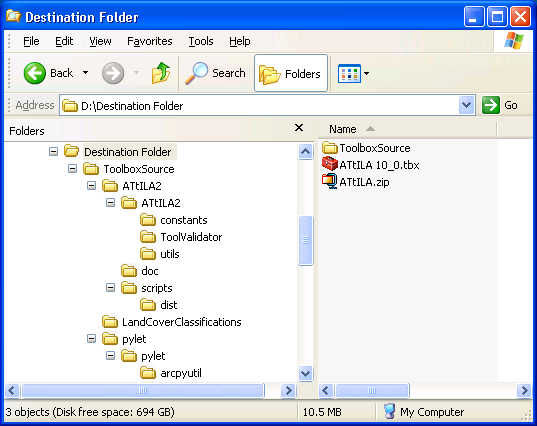 Destination Folder
File Edit View Favorites Tools Help
Back Search Folders
Address D:\Destination Folder Go
Folders
Name
Destination Folder
ToolboxSource
ATtILA2
ATtILA2
constants
ToolValidator
utils
doc
scripts
dist
LandCoverClassifications
pylet
pylet
arcpyutil
ToolboxSource
ATtILA 10_0.tbx
ATtILA.zip
3 objects (Disk free space: 694 GB) 10.5 MB My Computer